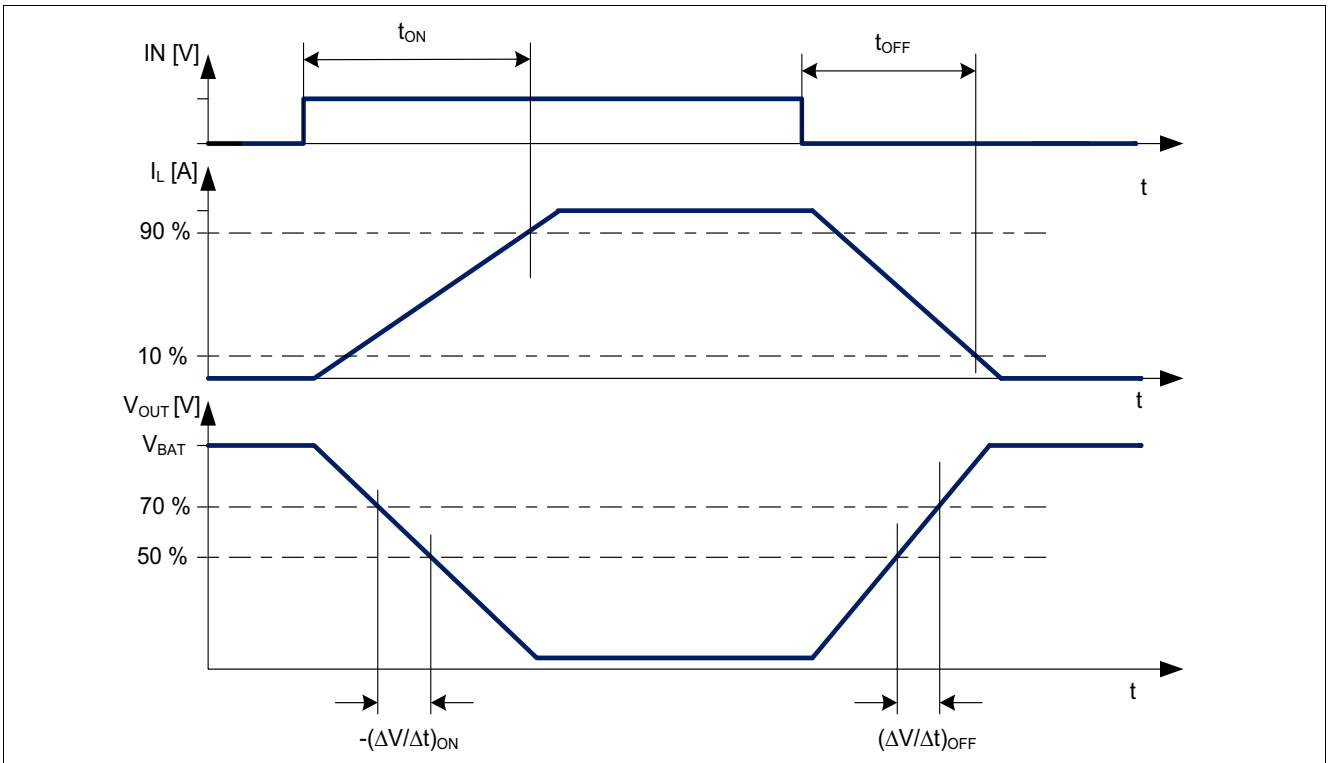 t_ON
t_OFF
IN [V]
t
I_L [A]
90 %
10 %
t
V_OUT [V]
V_BAT
70 %
50 %
t
-(ΔV/Δt)_ON
(ΔV/Δt)_OFF